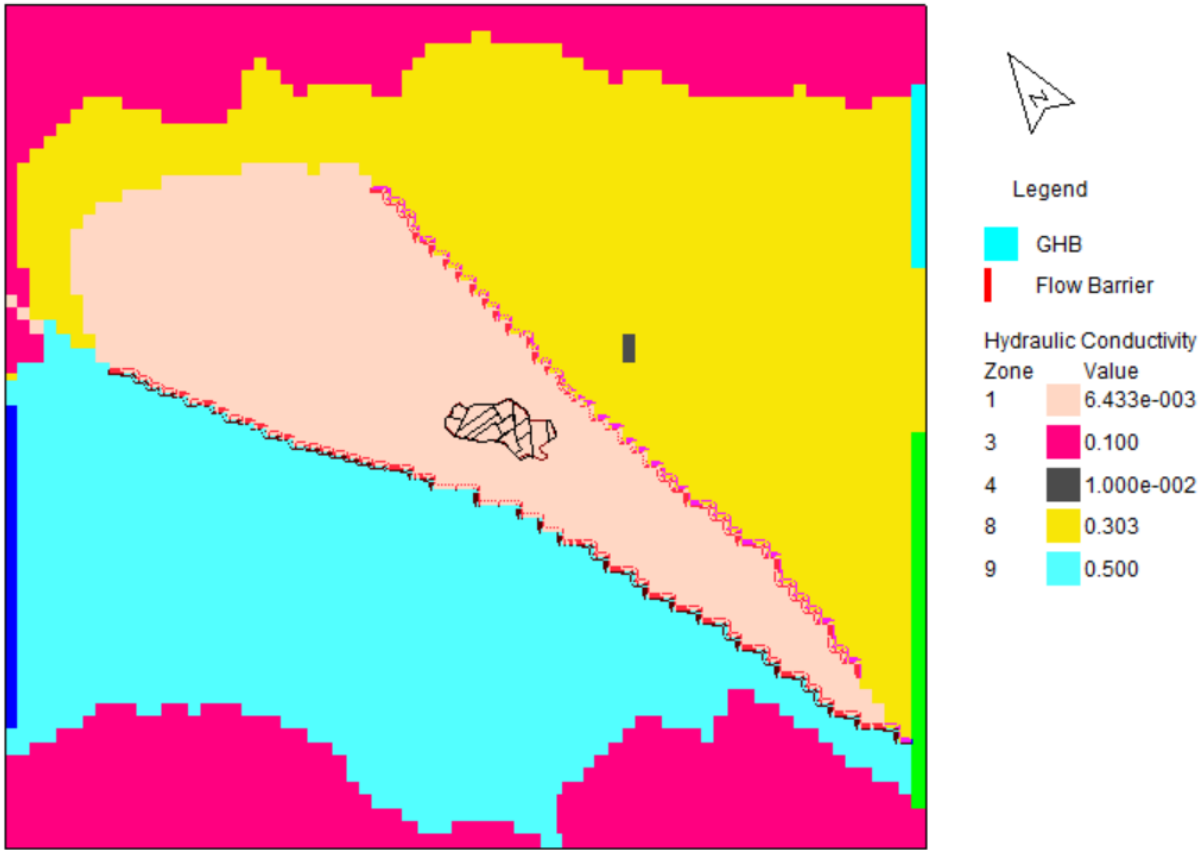 N
Legend
GHB
Flow Barrier
Hydraulic Conductivity
Zone Value
1 6.433e-003
3 0.100
4 1.000e-002
8 0.303
9 0.500